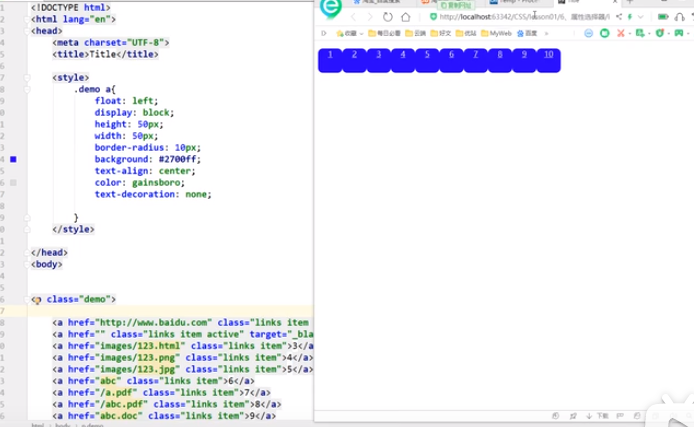 <!DOCTYPE html>
<html lang="en">
<head>
<meta charset="UTF-8">
<title>Title</title>
<style>
.demo a{
float: left;
display: block;
height: 50px;
width: 50px;
border-radius: 10px;
background: #2700ff;
text-align: center;
color: gainsboro;
text-decoration: none;
}
</style>
</head>
<body>
<p class="demo">
<a href="http://www.baidu.com" class="links item
<a href="" class="links item active" target="_bla
<a href="images/123.html" class="links item">3</a>
<a href="images/123.png" class="links item">4</a>
<a href="images/123.jpg" class="links item">5</a>
<a href="abc" class="links item">6</a>
<a href="/a.pdf" class="links item">7</a>
<a href="/abc.pdf" class="links item">8</a>
<a href="abc.doc" class="links item">9</a>
html › body › p.demo
复制网址
Title
http://localhost:63342/CSS/lesson01/6、属性选择器/i
收藏 每日必看 云端 好文 优站 MyWeb 百度
1 2 3 4 5 6 7 8 9 10
下载